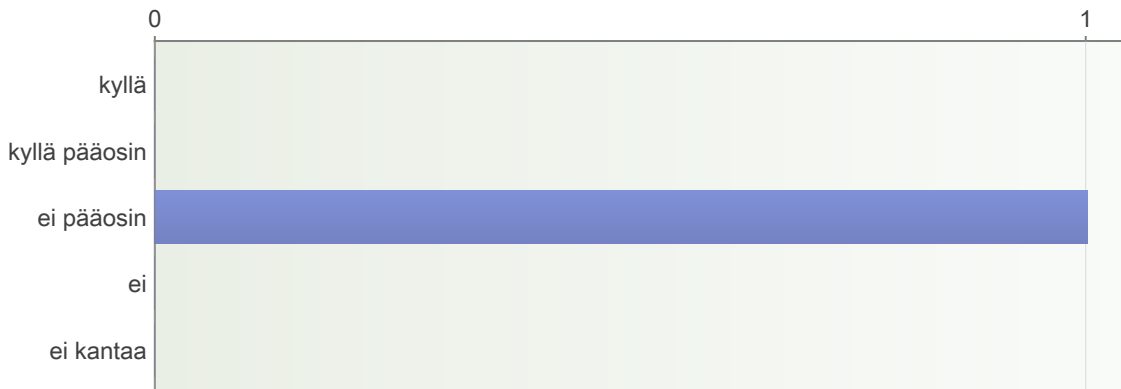 0 1
kyllä
kyllä pääosin
ei pääosin
ei
ei kantaa